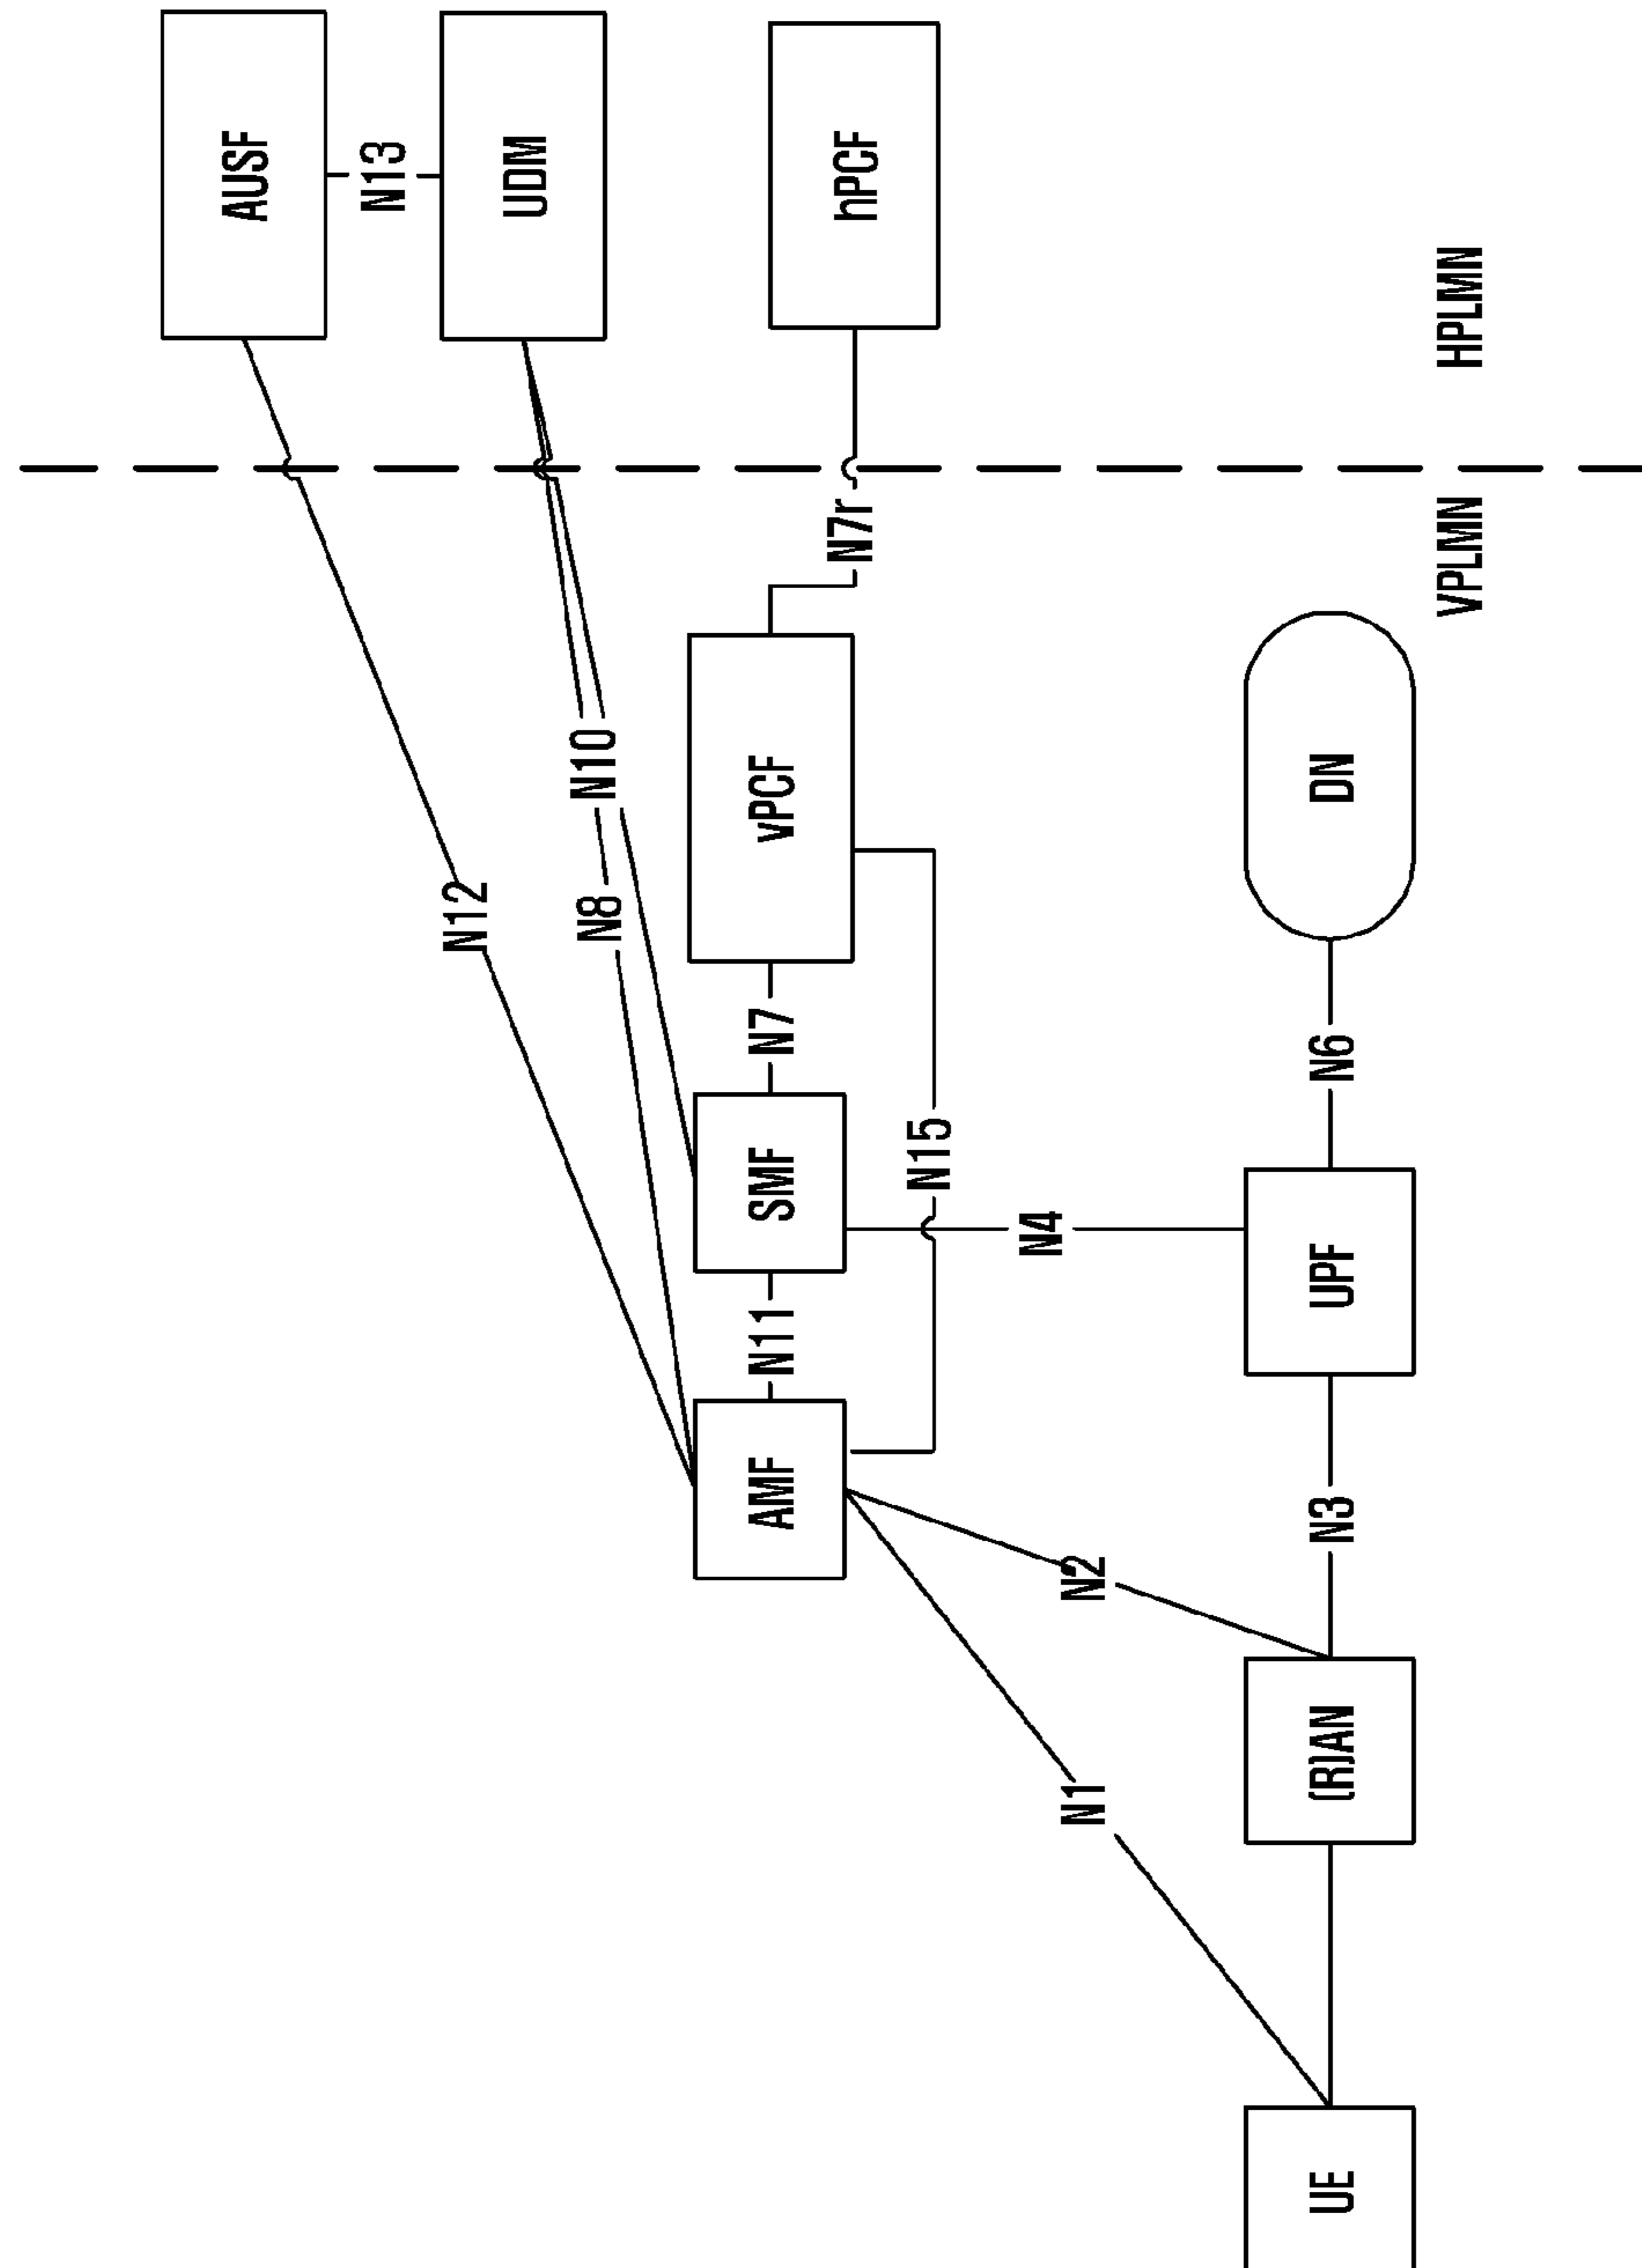 AUSF
N13
UDM
hPCF
HPLMN
VPLMN
N7r
N12
N10
N8
vPCF
DN
N7
N6
N15
SMF
N4
UPF
N11
AMF
N3
N2
N1
(R)AN
UE